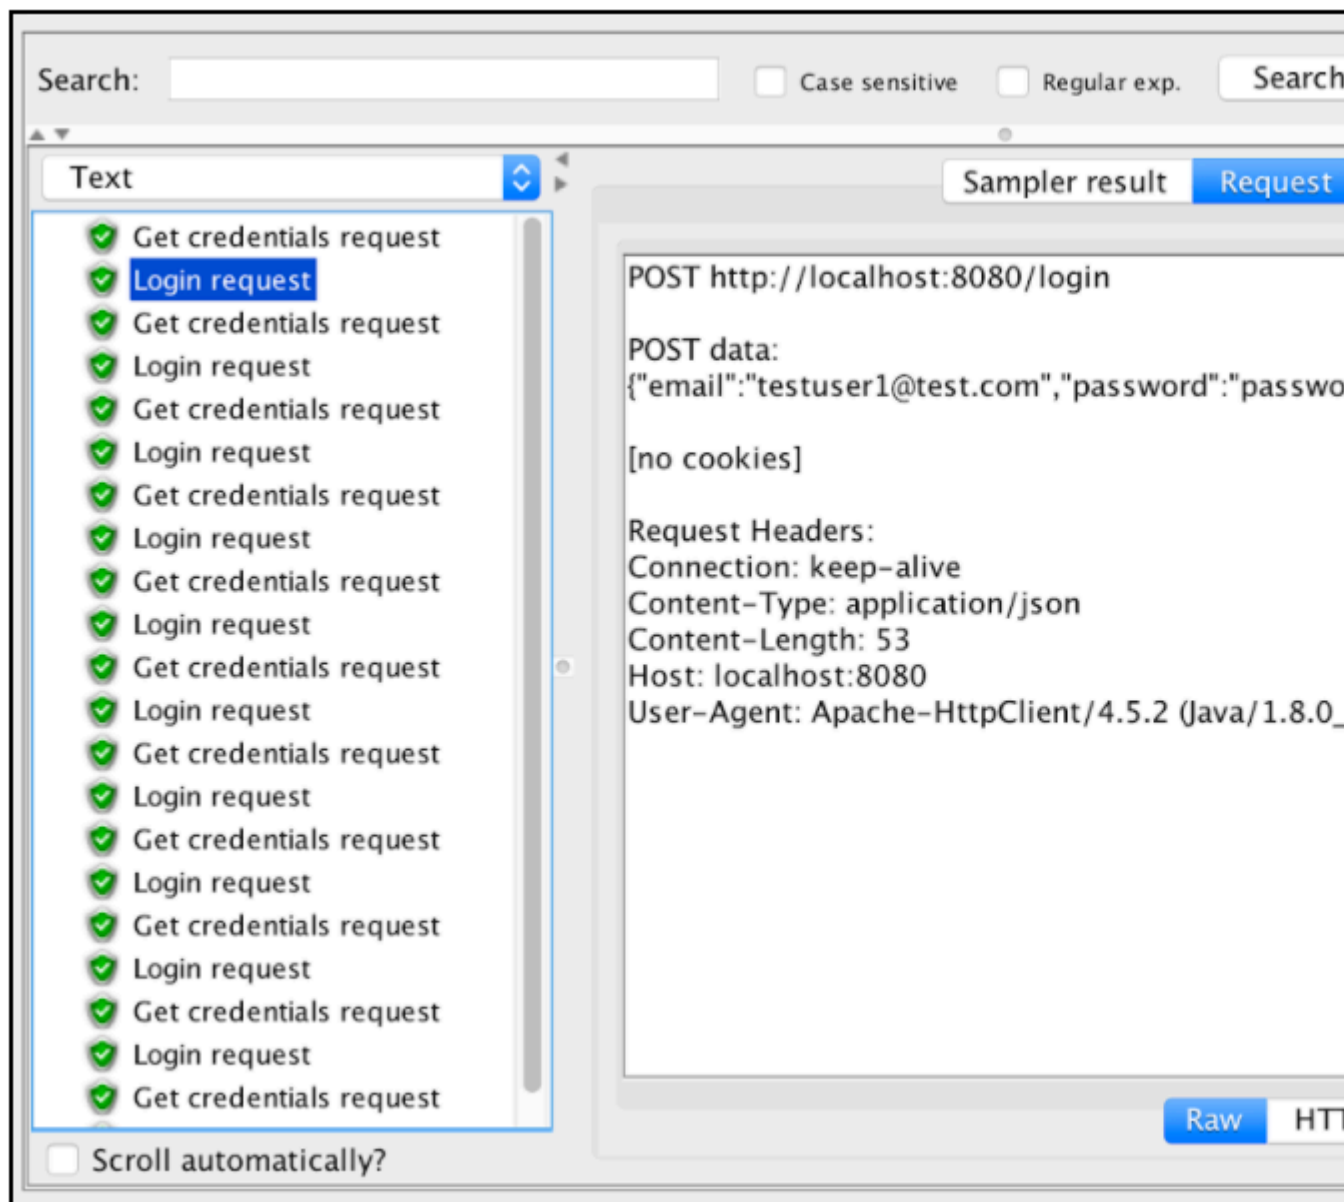 Search:
Case sensitive
Regular exp.
Search
Text
Sampler result
Request
Get credentials request
Login request
Get credentials request
Login request
Get credentials request
Login request
Get credentials request
Login request
Get credentials request
Login request
Get credentials request
Login request
Get credentials request
Login request
Get credentials request
Login request
Get credentials request
Login request
Get credentials request
Login request
Get credentials request
POST http://localhost:8080/login
POST data:
{"email":"testuser1@test.com","password":"passwo
[no cookies]
Request Headers:
Connection: keep-alive
Content-Type: application/json
Content-Length: 53
Host: localhost:8080
User-Agent: Apache-HttpClient/4.5.2 (Java/1.8.0_
Raw
HTT
Scroll automatically?